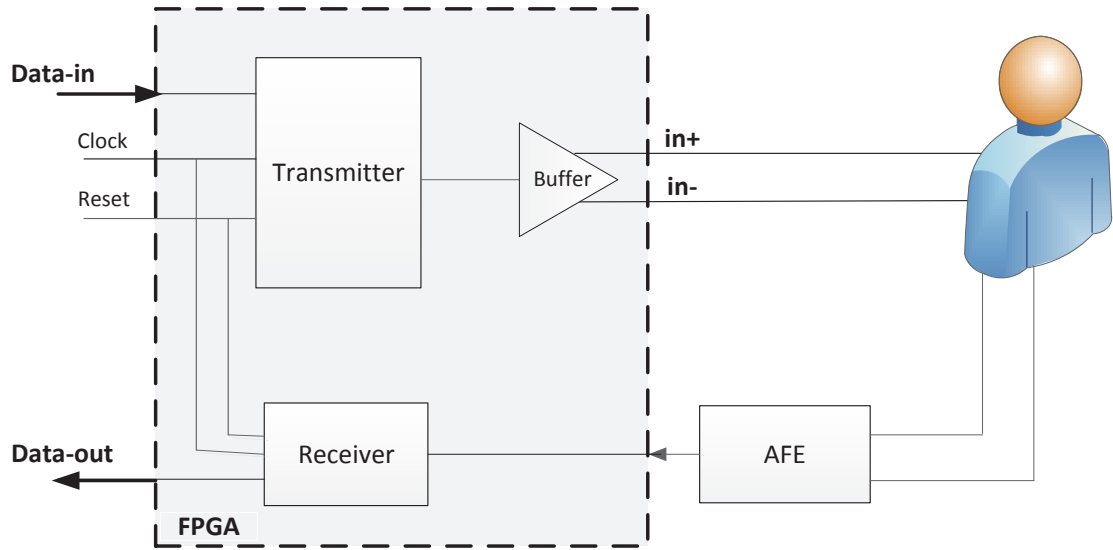 Data-in
Clock
Reset
Transmitter
Buffer
in+
in-
Data-out
Receiver
AFE
FPGA